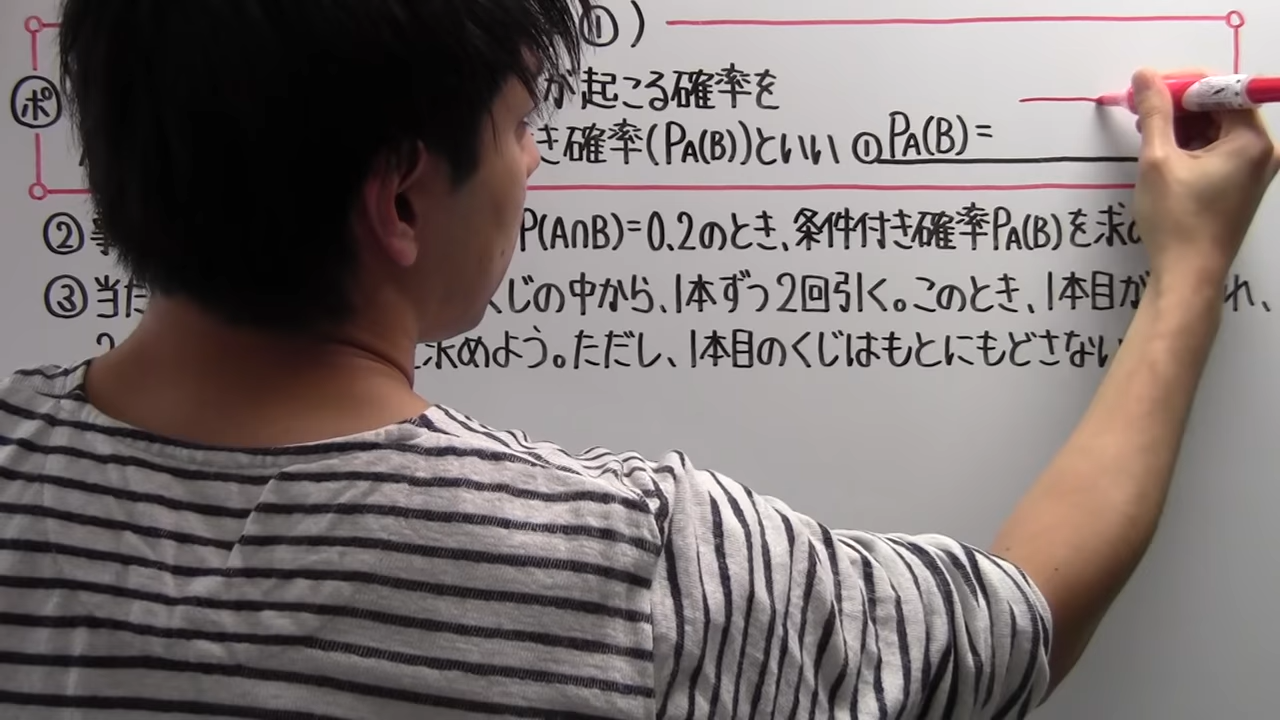 ①)
ポ が起こる確率を
き確率(PA(B))といい ①PA(B)=
② P(A∩B)=0.2のとき、条件付き確率PA(B)を求
③ 当た くじの中から、1本ずつ2回引く。このとき、1本目が れ、
2 求めよう。ただし、1本目のくじはもとにもどさない